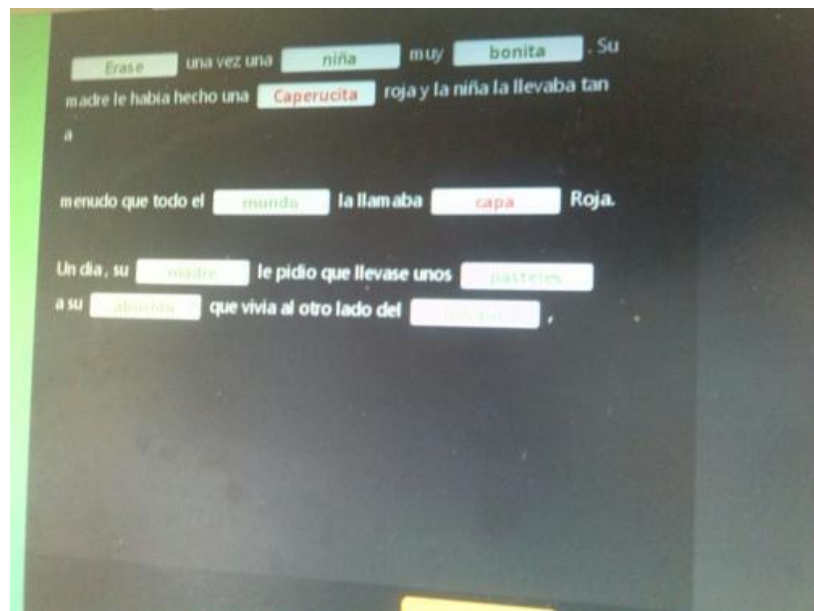 Erase una vez una niña muy bonita . Su
madre le habia hecho una Caperucita roja y la niña la llevaba tan
a
menudo que todo el mundo la llamaba capa Roja.
Un dia , su madre le pidio que llevase unos pasteles
a su abuelita que vivia al otro lado del ,